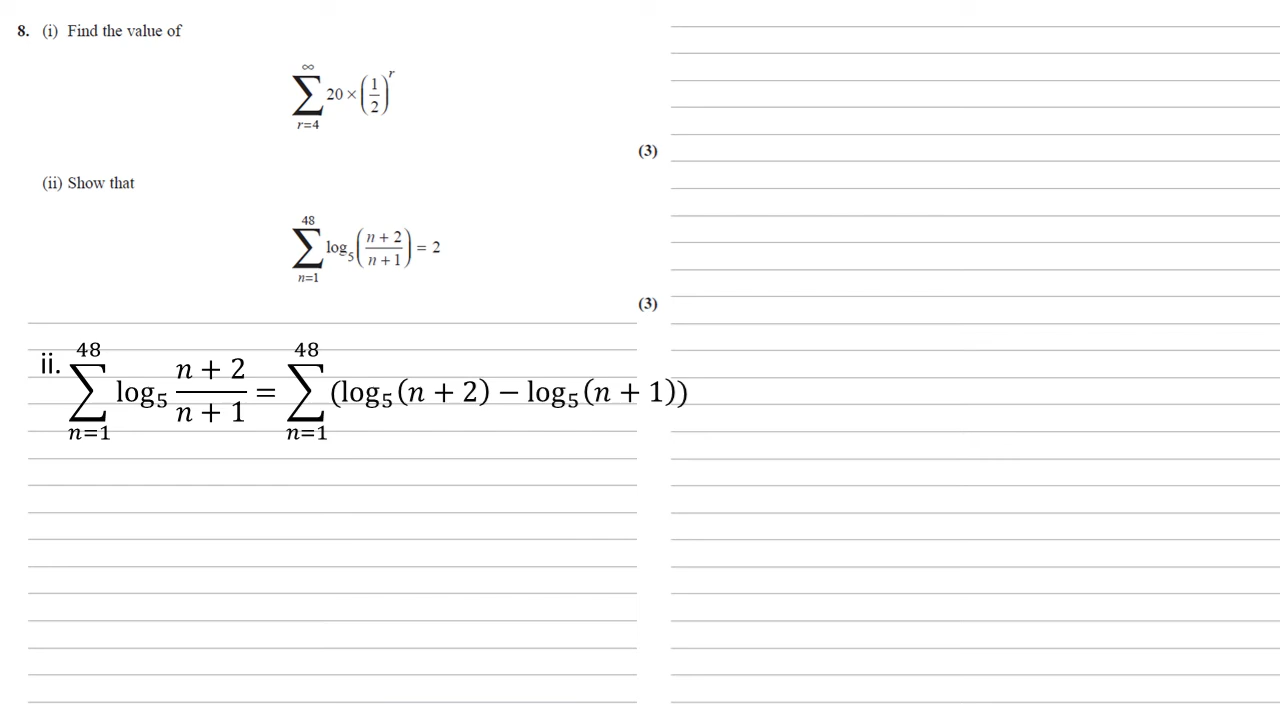 8. (i) Find the value of
∞
∑ 20 × (1/2)^r
r=4
(3)
(ii) Show that
48
∑ log₅((n + 2)/(n + 1)) = 2
n=1
(3)
48 48
ii. ∑ log₅ (n + 2)/(n + 1) = ∑ (log₅(n + 2) − log₅(n + 1))
n=1 n=1